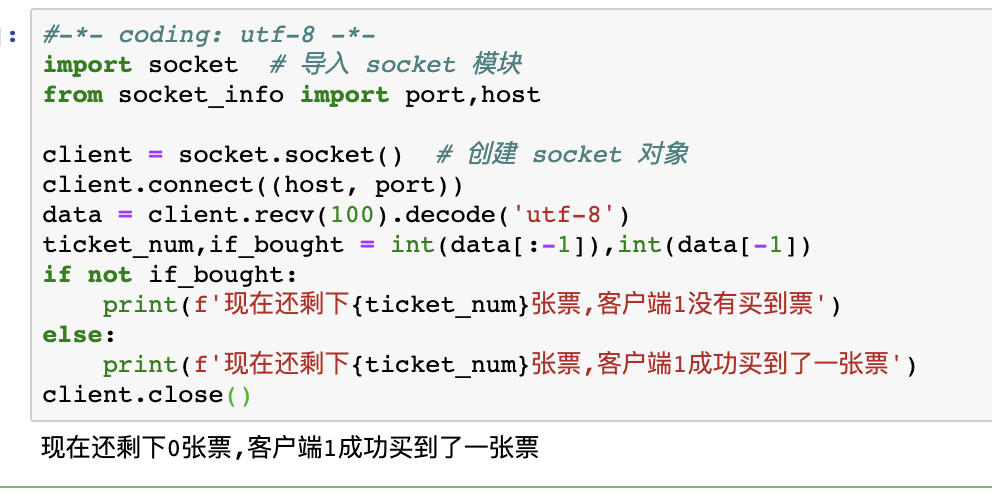 ]:
#-*- coding: utf-8 -*-
import socket  # 导入 socket 模块
from socket_info import port,host

client = socket.socket()  # 创建 socket 对象
client.connect((host, port))
data = client.recv(100).decode('utf-8')
ticket_num,if_bought = int(data[:-1]),int(data[-1])
if not if_bought:
    print(f'现在还剩下{ticket_num}张票,客户端1没有买到票')
else:
    print(f'现在还剩下{ticket_num}张票,客户端1成功买到了一张票')
client.close()
现在还剩下0张票,客户端1成功买到了一张票